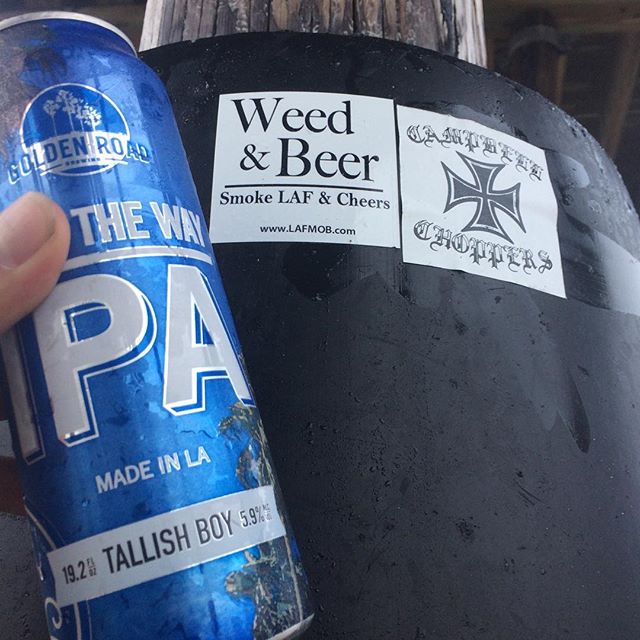 GOLDEN ROAD
BREWING
THE WAY
IPA
MADE IN LA
19.2 FL OZ TALLISH BOY 5.9%
Weed
& Beer
Smoke LAF & Cheers
www.LAFMOB.com
CAMPBELL
CHOPPERS